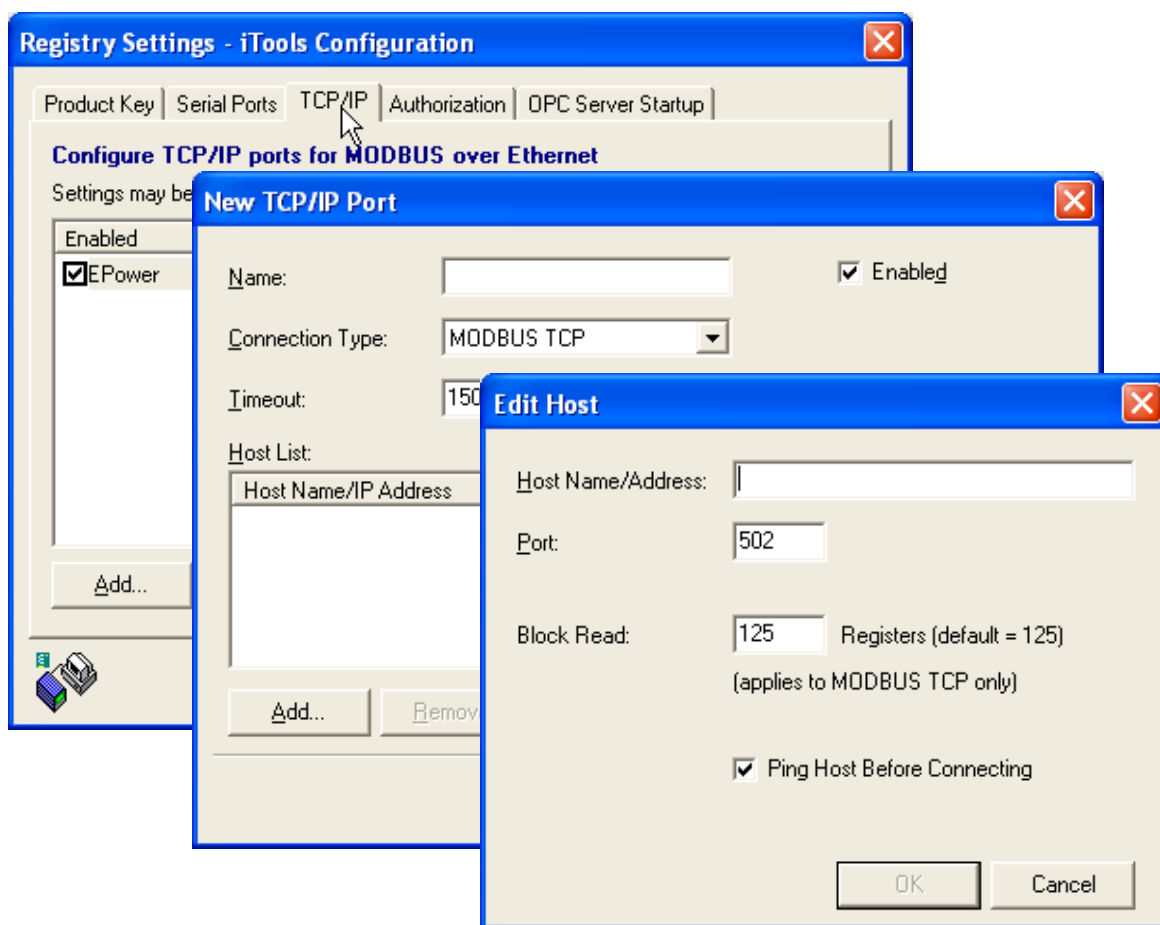 Registry Settings - iTools Configuration
Product Key Serial Ports TCP/IP Authorization OPC Server Startup
Configure TCP/IP ports for MODBUS over Ethernet
Settings may be
Enabled
EPower
Add...
New TCP/IP Port
Name:
Enabled
Connection Type: MODBUS TCP
Timeout: 150
Host List:
Host Name/IP Address
Add... Remov
Edit Host
Host Name/Address:
Port: 502
Block Read: 125 Registers (default = 125)
(applies to MODBUS TCP only)
Ping Host Before Connecting
OK Cancel